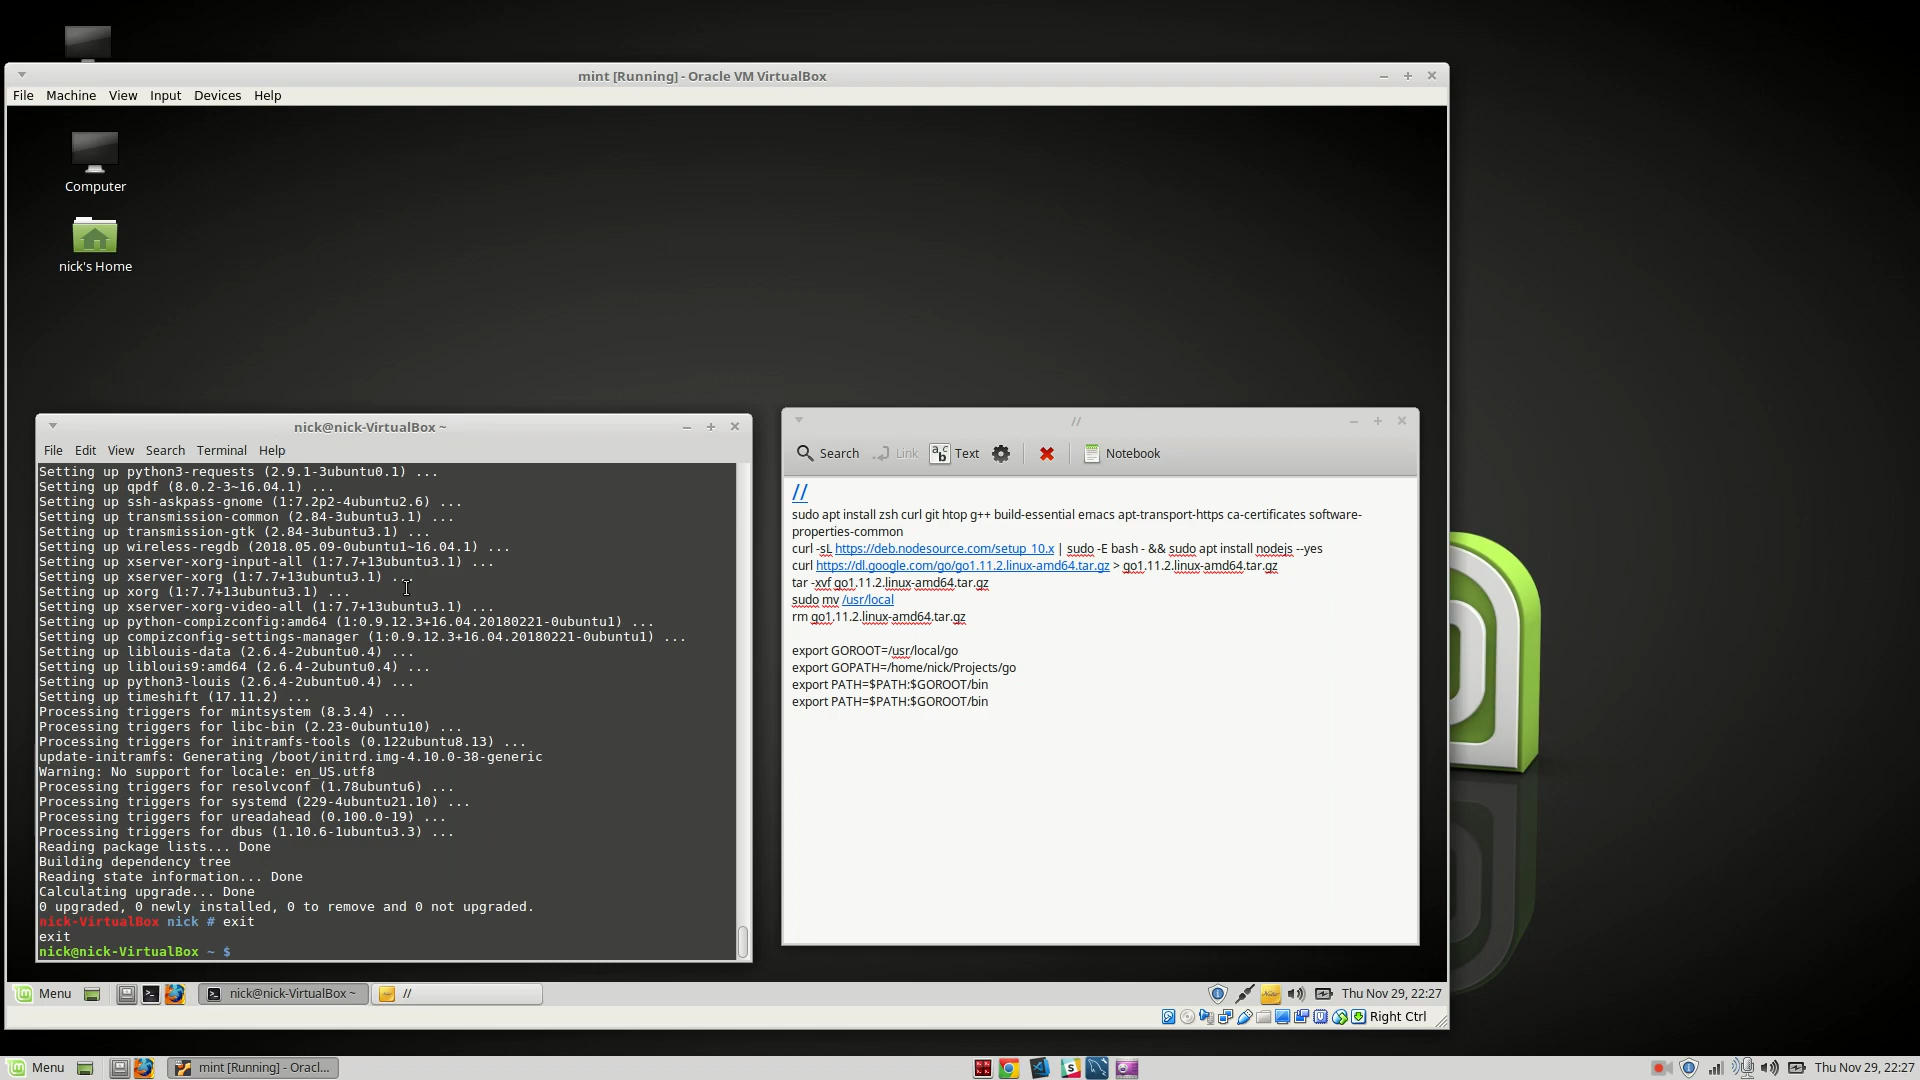 mint [Running] - Oracle VM VirtualBox
File Machine View Input Devices Help
Computer
nick's Home
nick@nick-VirtualBox ~
File Edit View Search Terminal Help
Setting up python3-requests (2.9.1-3ubuntu0.1) ...
Setting up qpdf (8.0.2-3~16.04.1) ...
Setting up ssh-askpass-gnome (1:7.2p2-4ubuntu2.6) ...
Setting up transmission-common (2.84-3ubuntu3.1) ...
Setting up transmission-gtk (2.84-3ubuntu3.1) ...
Setting up wireless-regdb (2018.05.09-0ubuntu1~16.04.1) ...
Setting up xserver-xorg-input-all (1:7.7+13ubuntu3.1) ...
Setting up xserver-xorg (1:7.7+13ubuntu3.1) ...
Setting up xorg (1:7.7+13ubuntu3.1) ...
Setting up xserver-xorg-video-all (1:7.7+13ubuntu3.1) ...
Setting up python-compizconfig:amd64 (1:0.9.12.3+16.04.20180221-0ubuntu1) ...
Setting up compizconfig-settings-manager (1:0.9.12.3+16.04.20180221-0ubuntu1) ...
Setting up liblouis-data (2.6.4-2ubuntu0.4) ...
Setting up liblouis9:amd64 (2.6.4-2ubuntu0.4) ...
Setting up python3-louis (2.6.4-2ubuntu0.4) ...
Setting up timeshift (17.11.2) ...
Processing triggers for mintsystem (8.3.4) ...
Processing triggers for libc-bin (2.23-0ubuntu10) ...
Processing triggers for initramfs-tools (0.122ubuntu8.13) ...
update-initramfs: Generating /boot/initrd.img-4.10.0-38-generic
Warning: No support for locale: en_US.utf8
Processing triggers for resolvconf (1.78ubuntu6) ...
Processing triggers for systemd (229-4ubuntu21.10) ...
Processing triggers for ureadahead (0.100.0-19) ...
Processing triggers for dbus (1.10.6-1ubuntu3.3) ...
Reading package lists... Done
Building dependency tree
Reading state information... Done
Calculating upgrade... Done
0 upgraded, 0 newly installed, 0 to remove and 0 not upgraded.
nick-VirtualBox nick # exit
exit
nick@nick-VirtualBox ~ $
//
Search Link Text Notebook
//
sudo apt install zsh curl git htop g++ build-essential emacs apt-transport-https ca-certificates software-
properties-common
curl -sL https://deb.nodesource.com/setup_10.x | sudo -E bash - && sudo apt install nodejs --yes
curl https://dl.google.com/go/go1.11.2.linux-amd64.tar.gz > go1.11.2.linux-amd64.tar.gz
tar -xvf go1.11.2.linux-amd64.tar.gz
sudo mv /usr/local
rm go1.11.2.linux-amd64.tar.gz
export GOROOT=/usr/local/go
export GOPATH=/home/nick/Projects/go
export PATH=$PATH:$GOROOT/bin
export PATH=$PATH:$GOROOT/bin
Menu nick@nick-VirtualBox ~ // Thu Nov 29, 22:27
Right Ctrl
Menu mint [Running] - Oracl... Thu Nov 29, 22:27